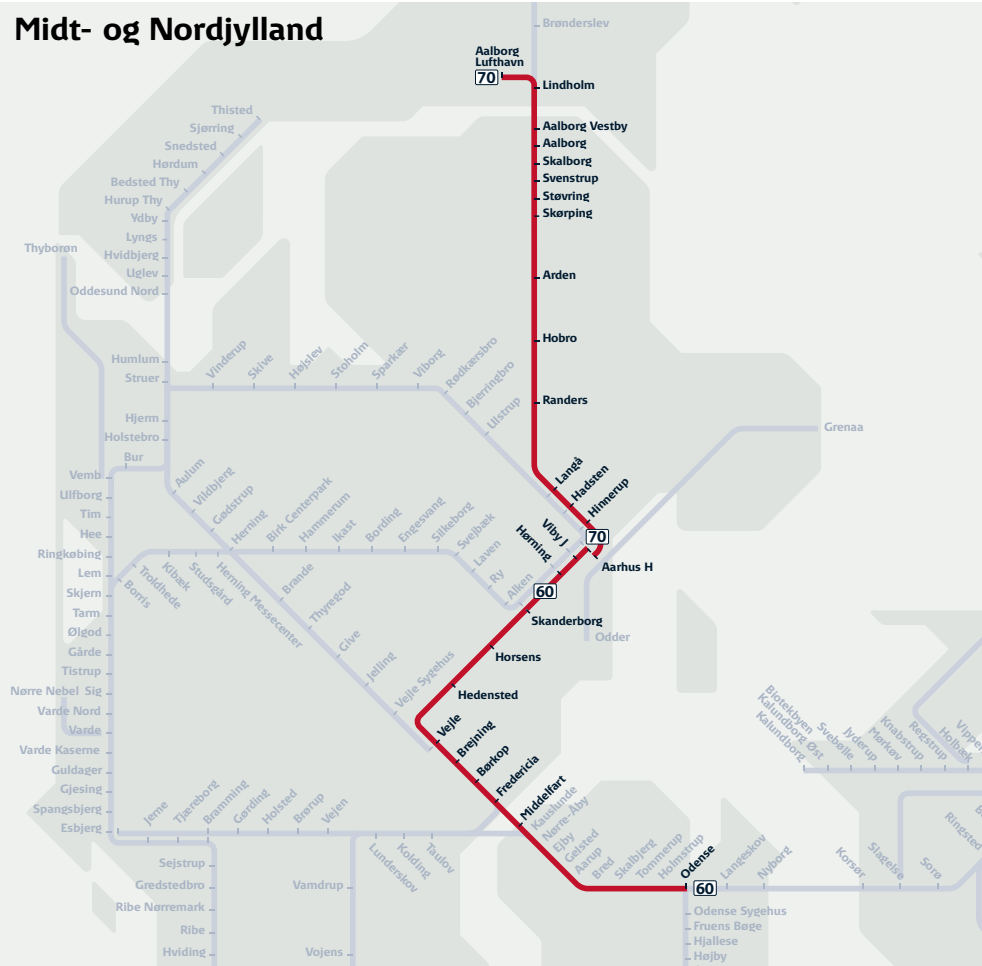 Midt- og Nordjylland
Brønderslev
Aalborg
Lufthavn
70
Lindholm
Aalborg Vestby
Aalborg
Skalborg
Svenstrup
Støvring
Skørping
Arden
Hobro
Randers
Thisted
Sjørring
Snedsted
Hørdum
Bedsted Thy
Hurup Thy
Ydby
Lyngs
Hvidbjerg
Uglev
Oddesund Nord
Thyborøn
Humlum
Struer
Vinderup
Skive
Højslev
Stoholm
Sparkær
Viborg
Rødkærsbro
Bjerringbro
Ulstrup
Hjerm
Holstebro
Bur
Grenaa
Langå
Hadsten
Hinnerup
70
Aarhus H
Viby J
Hørning
60
Skanderborg
Horsens
Hedensted
Odder
Vemb
Ulfborg
Tim
Hee
Ringkøbing
Lem
Skjern
Tarm
Ølgod
Gårde
Tistrup
Nørre Nebel Sig
Varde Nord
Varde
Varde Kaserne
Guldager
Gjesing
Spangsbjerg
Esbjerg
Aulum
Vildbjerg
Gødstrup
Herning
Birk Centerpark
Hammerum
Ikast
Bording
Engesvang
Silkeborg
Svejbæk
Laven
Ry
Alken
Borris
Troldhede
Kibæk
Studsgård
Herning Messecenter
Brande
Thyregod
Give
Jelling
Vejle Sygehus
Vejle
Brejning
Børkop
Fredericia
Middelfart
Kauslunde
Nørre-Aby
Ejby
Gelsted
Aarup
Bred
Skalbjerg
Tommerup
Holmstrup
Odense
60
Langeskov
Nyborg
Korsør
Slagelse
Sorø
Ringsted
Jerne
Tjæreborg
Bramming
Gørding
Holsted
Brørup
Vejen
Lunderskov
Kolding
Taulov
Sejstrup
Gredstedbro
Ribe Nørremark
Ribe
Hviding
Vamdrup
Vojens
Odense Sygehus
Fruens Bøge
Hjallese
Højby
Biotekbyen
Kalundborg Øst
Kalundborg
Svebølle
Jyderup
Mørkøv
Knabstrup
Regstrup
Holbæk